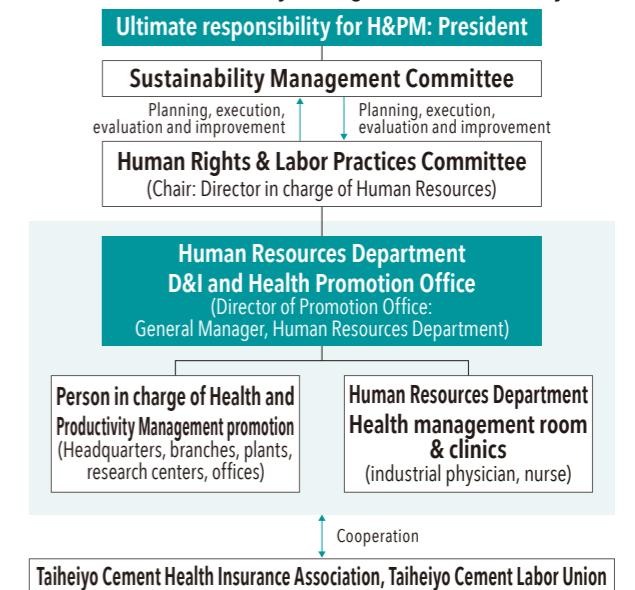 Ultimate responsibility for H&PM: President
Sustainability Management Committee
Planning, execution,
evaluation and improvement
Planning, execution,
evaluation and improvement
Human Rights & Labor Practices Committee
(Chair: Director in charge of Human Resources)
Human Resources Department
D&I and Health Promotion Office
(Director of Promotion Office:
General Manager, Human Resources Department)
Person in charge of Health and
Productivity Management promotion
(Headquarters, branches, plants,
research centers, offices)
Human Resources Department
Health management room
& clinics
(industrial physician, nurse)
Cooperation
Taiheiyo Cement Health Insurance Association, Taiheiyo Cement Labor Union